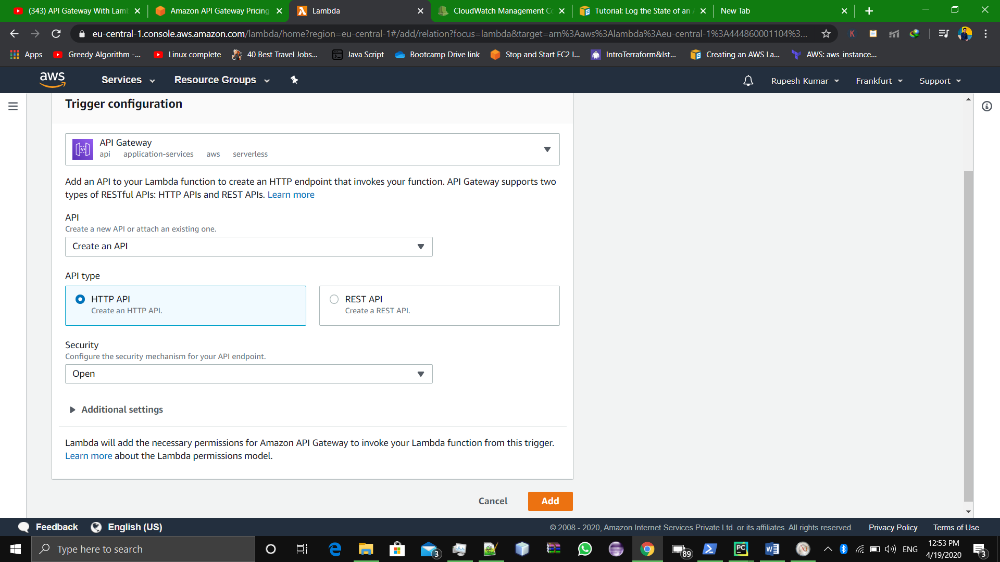 (343) API Gateway With Lamb
Amazon API Gateway Pricing
Lambda
CloudWatch Management Co
Tutorial: Log the State of an A
New Tab
eu-central-1.console.aws.amazon.com/lambda/home?region=eu-central-1#/add/relation?focus=lambda&target=arn%3Aaws%3Alambda%3Aeu-central-1%3A444860001104%3...
K
Apps
Greedy Algorithm -...
Linux complete
40 Best Travel Jobs...
Java Script
Bootcamp Drive link
Stop and Start EC2 I...
IntroTerraform&Ist...
Creating an AWS La...
AWS: aws_instance...
aws
Services
Resource Groups
Rupesh Kumar
Frankfurt
Support
Trigger configuration
API Gateway
api application-services aws serverless
Add an API to your Lambda function to create an HTTP endpoint that invokes your function. API Gateway supports two
types of RESTful APIs: HTTP APIs and REST APIs. Learn more
API
Create a new API or attach an existing one.
Create an API
API type
HTTP API
Create an HTTP API.
REST API
Create a REST API.
Security
Configure the security mechanism for your API endpoint.
Open
Additional settings
Lambda will add the necessary permissions for Amazon API Gateway to invoke your Lambda function from this trigger.
Learn more about the Lambda permissions model.
Cancel
Add
Feedback
English (US)
© 2008 - 2020, Amazon Internet Services Private Ltd. or its affiliates. All rights reserved.
Privacy Policy
Terms of Use
Type here to search
3
89
PC
W
ENG
12:53 PM
4/19/2020
3